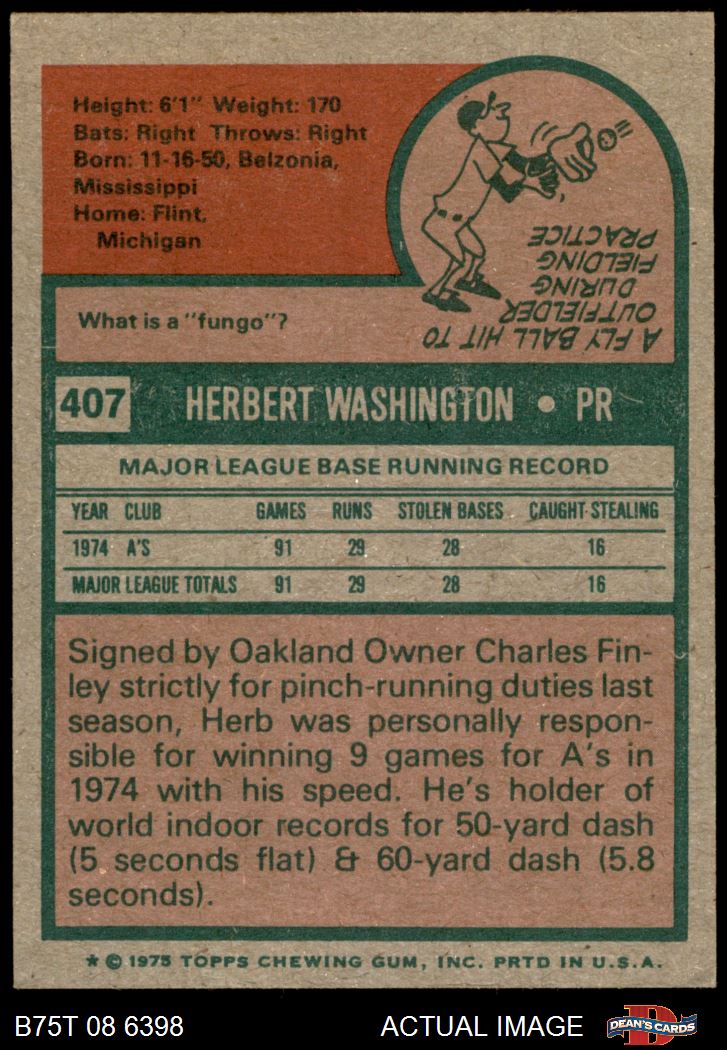 Height: 6'1" Weight: 170
Bats: Right Throws: Right
Born: 11-16-50, Belzonia,
Mississippi
Home: Flint,
Michigan
What is a "fungo"?
A FLY BALL HIT TO
OUTFIELDER
DURING
FIELDING
PRACTICE
407 HERBERT WASHINGTON • PR
MAJOR LEAGUE BASE RUNNING RECORD
YEAR CLUB GAMES RUNS STOLEN BASES CAUGHT STEALING
1974 A'S 91 29 28 16
MAJOR LEAGUE TOTALS 91 29 28 16
Signed by Oakland Owner Charles Fin-
ley strictly for pinch-running duties last
season, Herb was personally respon-
sible for winning 9 games for A's in
1974 with his speed. He's holder of
world indoor records for 50-yard dash
(5 seconds flat) & 60-yard dash (5.8
seconds).
* © 1975 TOPPS CHEWING GUM, INC. PRTD IN U.S.A.
B75T 08 6398 ACTUAL IMAGE D DEAN'S CARDS